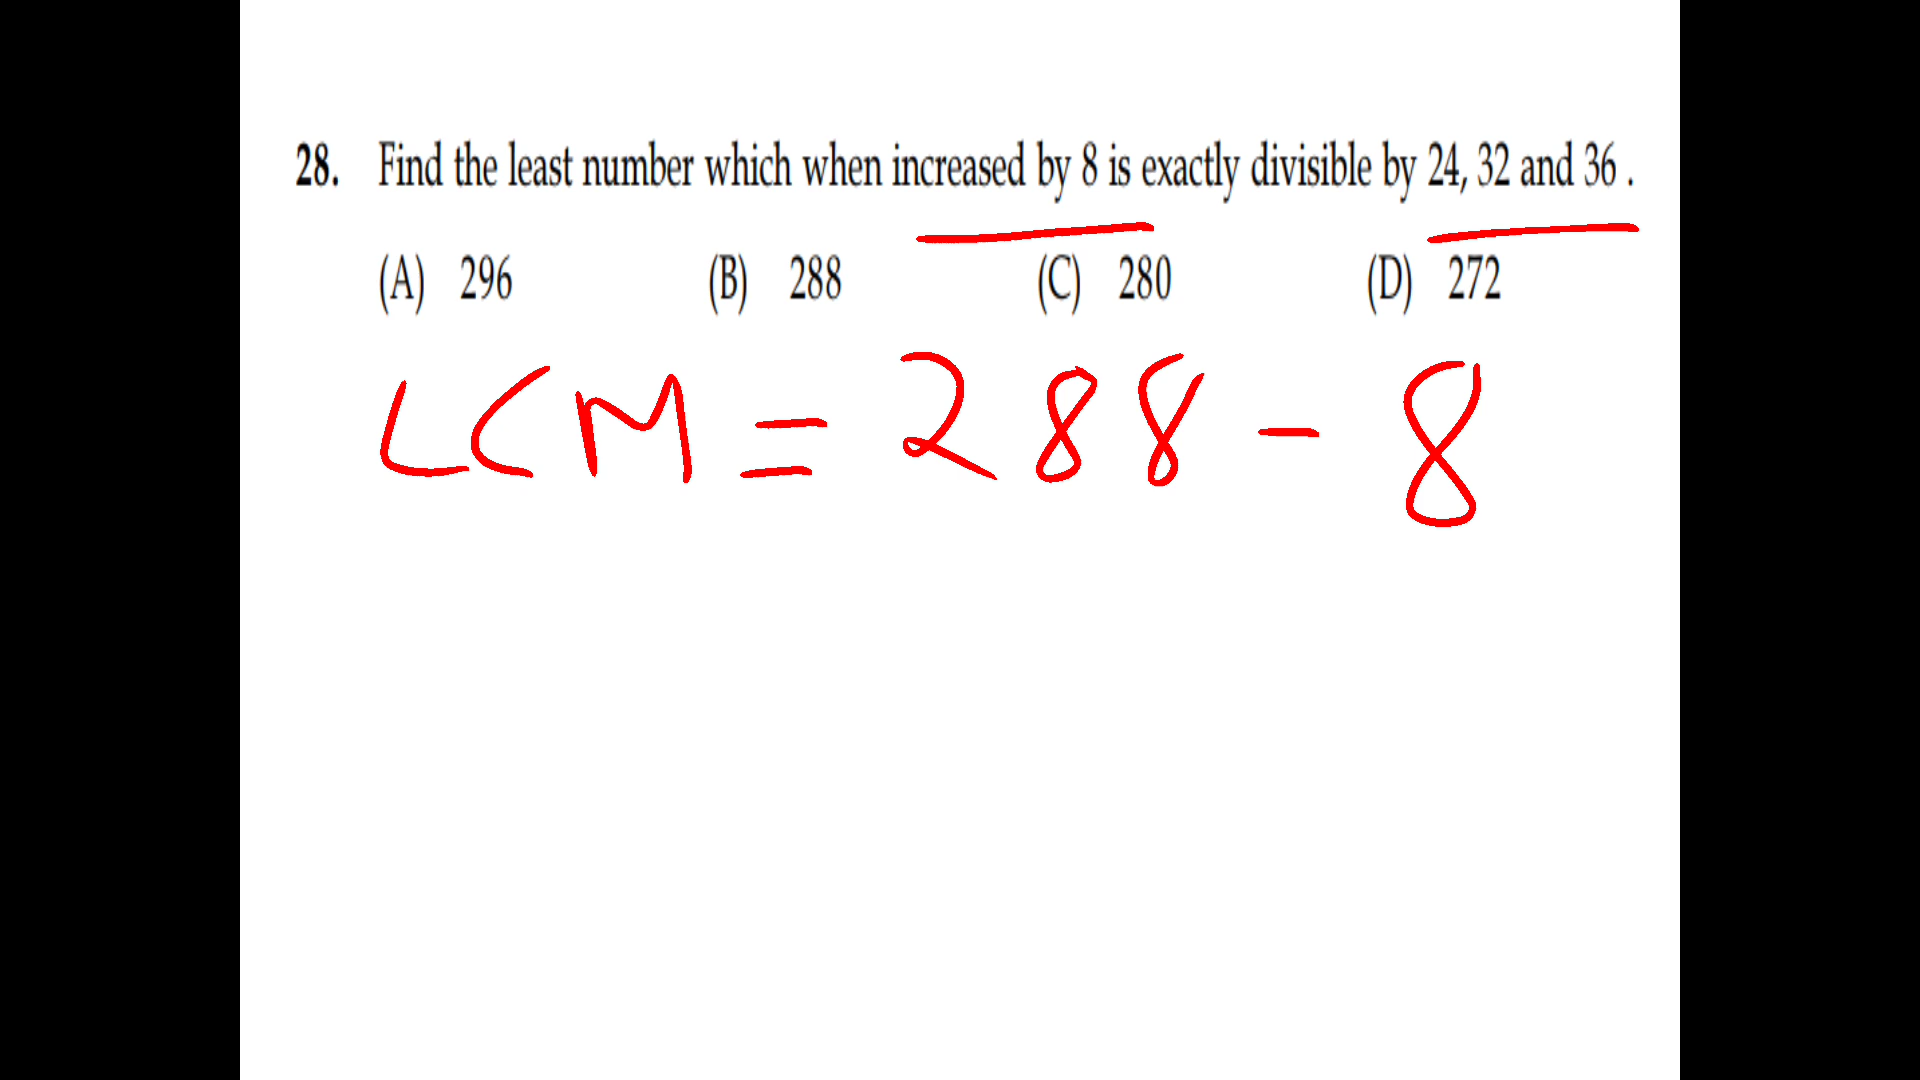 28. Find the least number which when increased by 8 is exactly divisible by 24, 32 and 36 .
(A) 296 (B) 288 (C) 280 (D) 272
LCM = 288 - 8